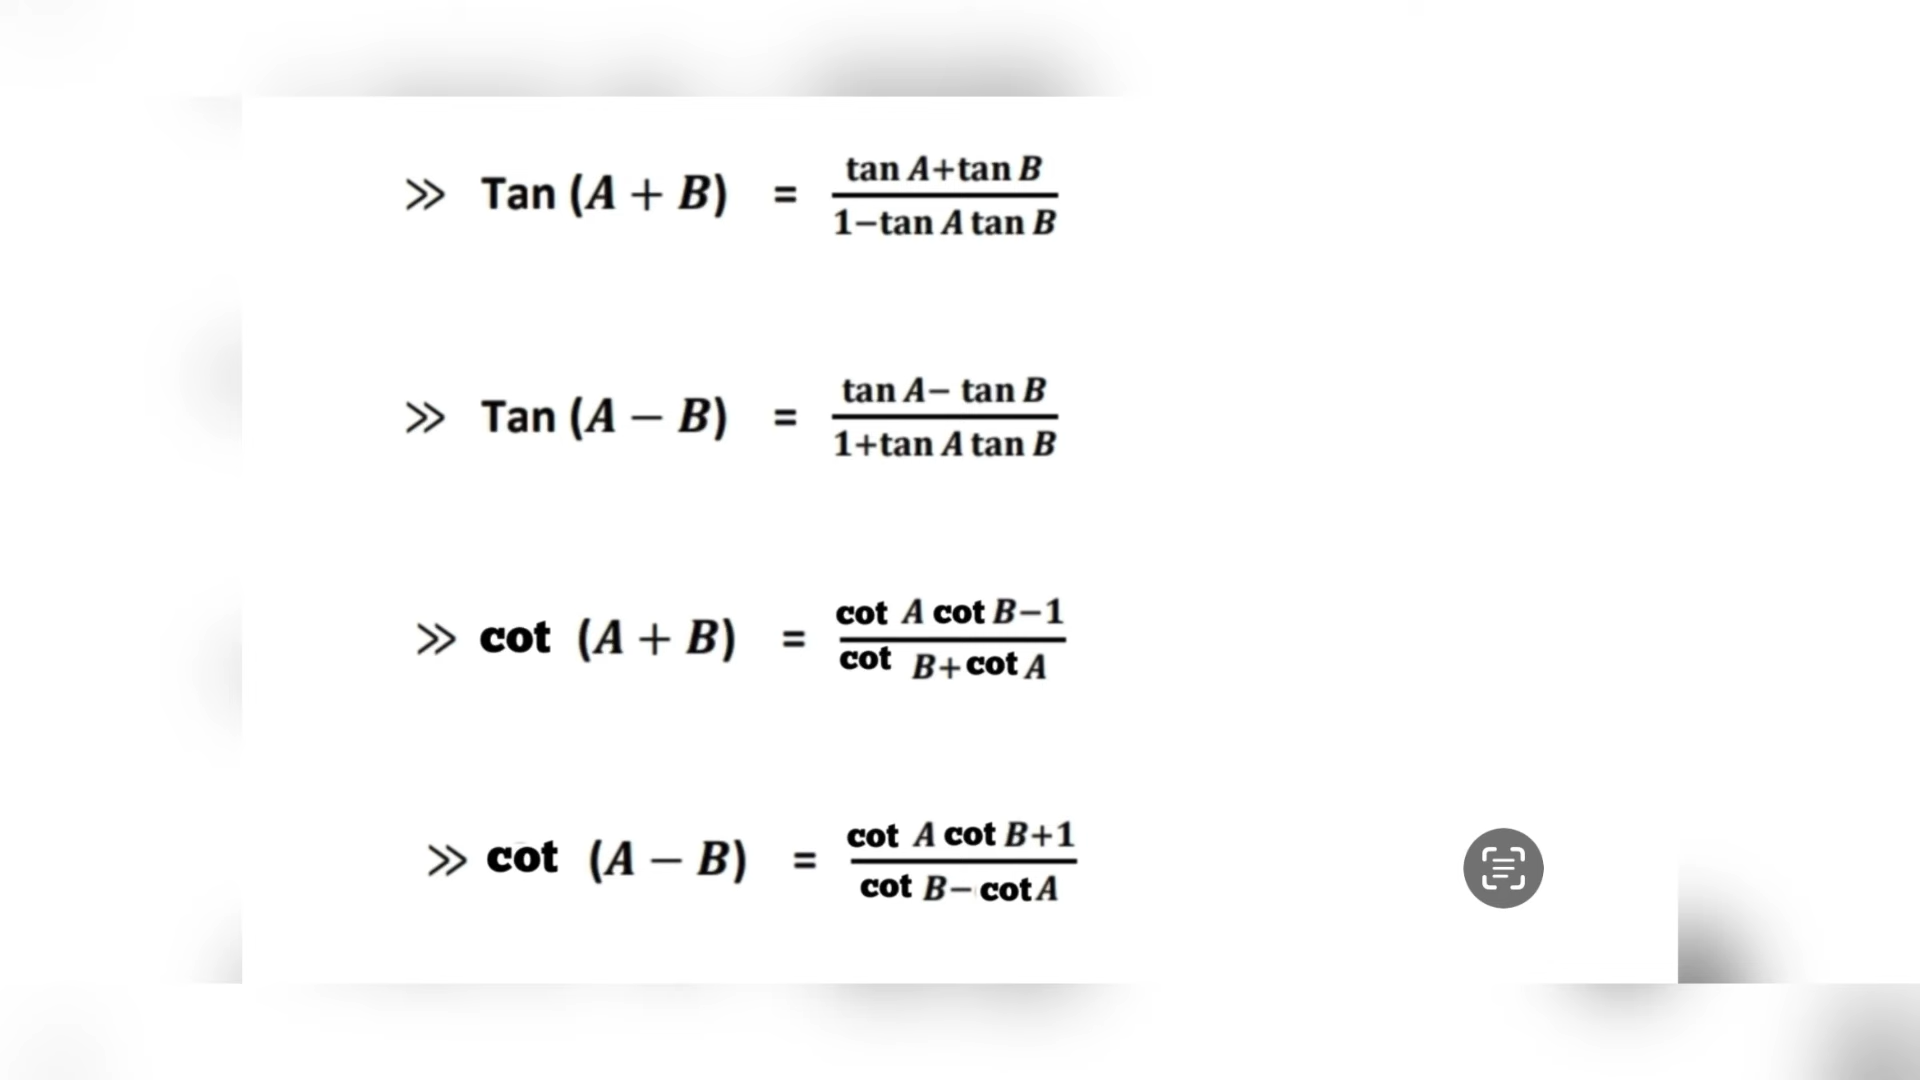 ≫ Tan (A + B) = tan A+tan B / 1−tan A tan B
≫ Tan (A − B) = tan A− tan B / 1+tan A tan B
≫ cot (A + B) = cot A cot B−1 / cot B+cot A
≫ cot (A − B) = cot A cot B+1 / cot B− cot A